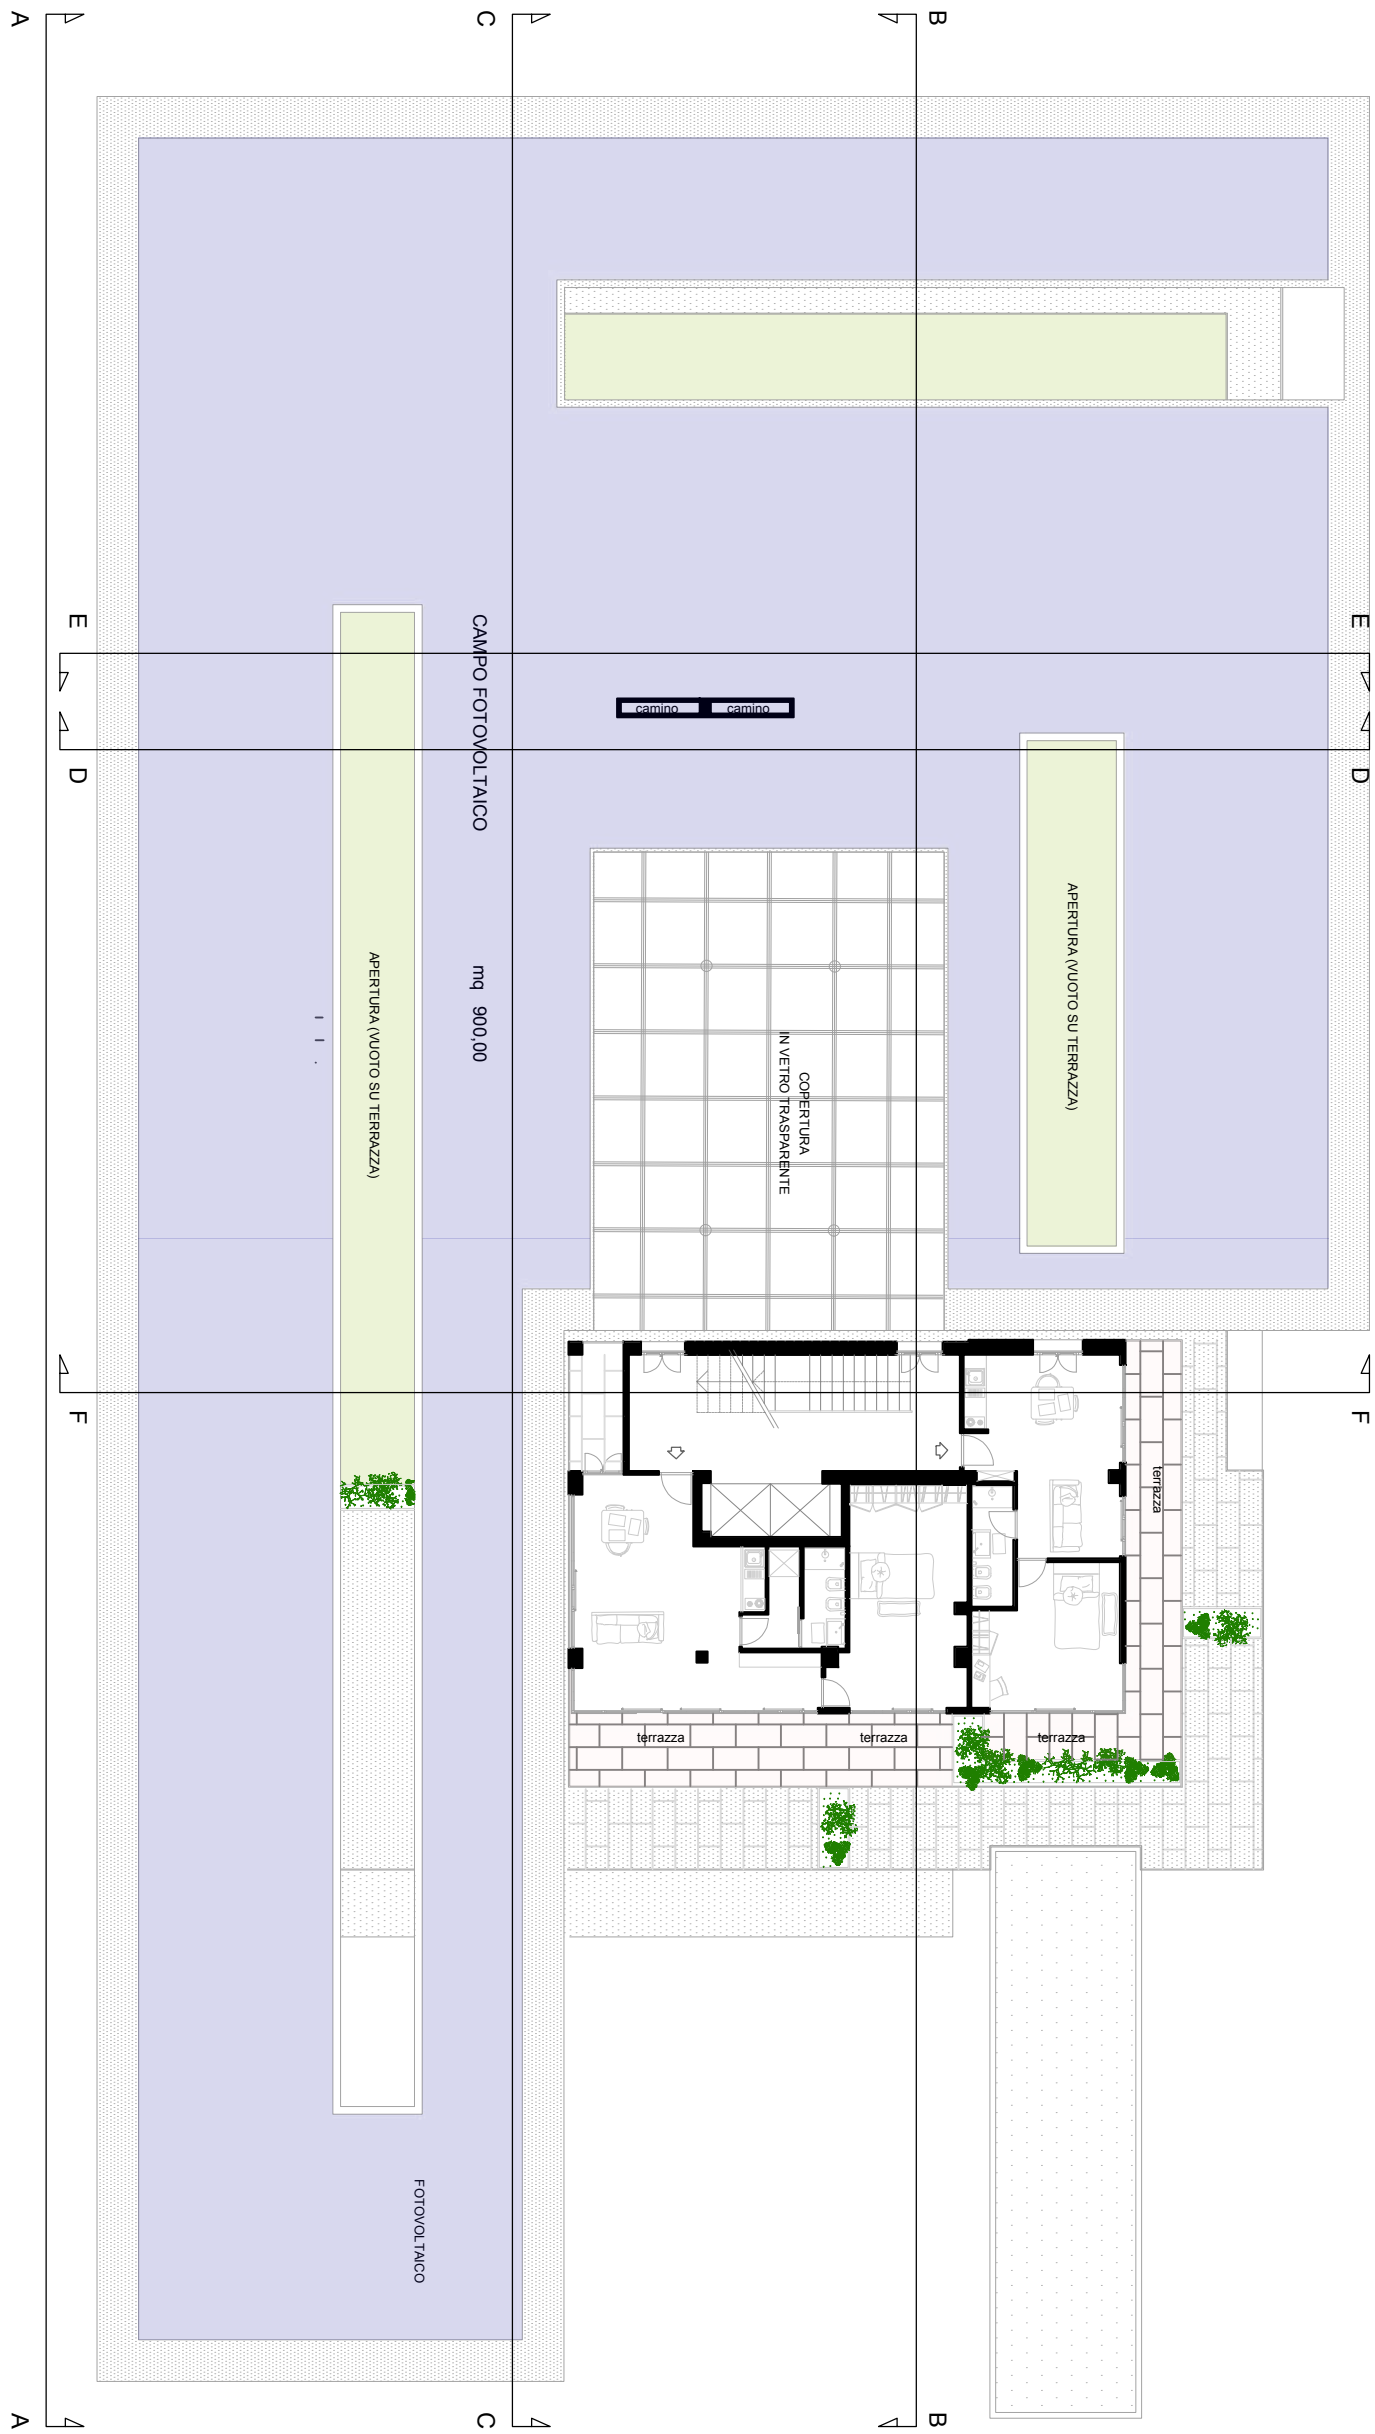 A
C
B
E
E
CAMPO FOTOVOLTAICO mq 900,00
camino
camino
D
D
APERTURA (VUOTO SU TERRAZZA)
APERTURA (VUOTO SU TERRAZZA)
COPERTURA
IN VETRO TRASPARENTE
F
F
terrazza
terrazza
terrazza
terrazza
FOTOVOLTAICO
A
C
B